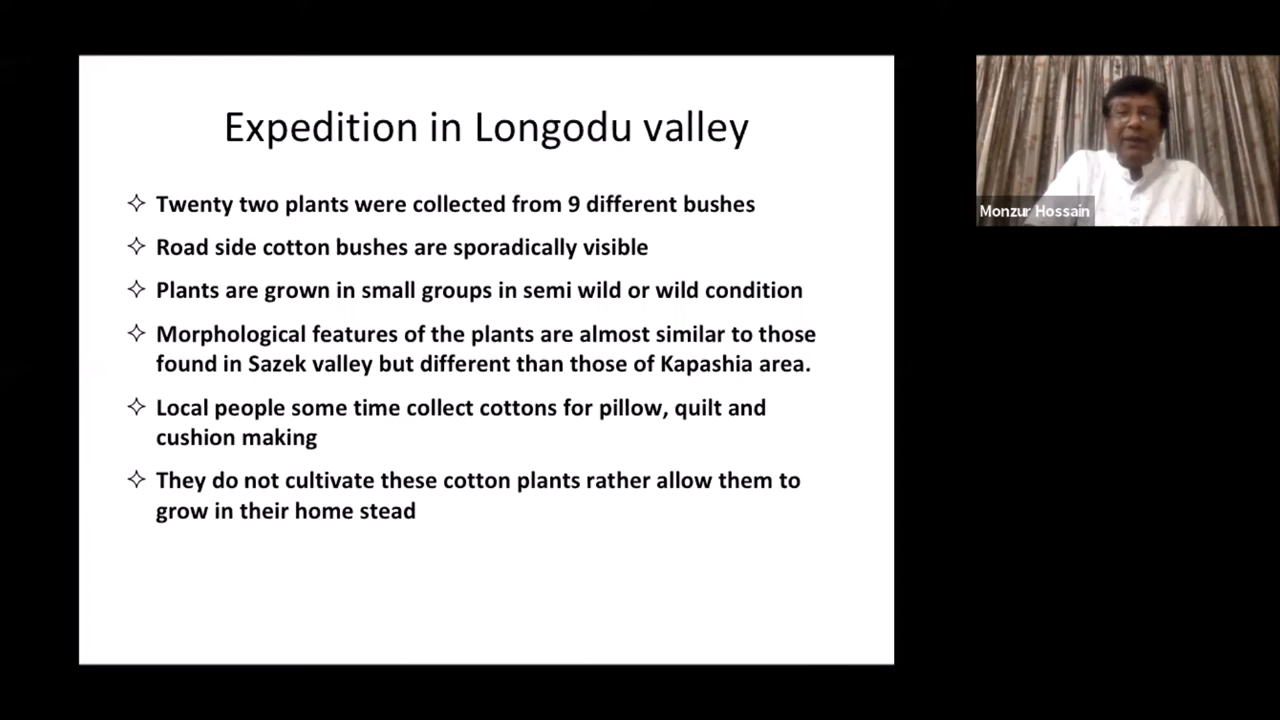 Expedition in Longodu valley
Twenty two plants were collected from 9 different bushes
Road side cotton bushes are sporadically visible
Plants are grown in small groups in semi wild or wild condition
Morphological features of the plants are almost similar to those
found in Sazek valley but different than those of Kapashia area.
Local people some time collect cottons for pillow, quilt and
cushion making
They do not cultivate these cotton plants rather allow them to
grow in their home stead
Monzur Hossain